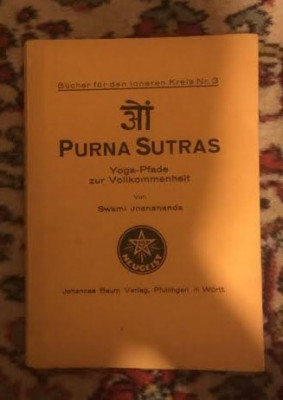 Bücher für den inneren Kreis Nr. 3
ओं
PURNA SUTRAS
Yoga-Pfade
zur Vollkommenheit
Von
Swami Jnanananda
NEUGEIST
Johannes Baum Verlag, Pfullingen i. Württ.